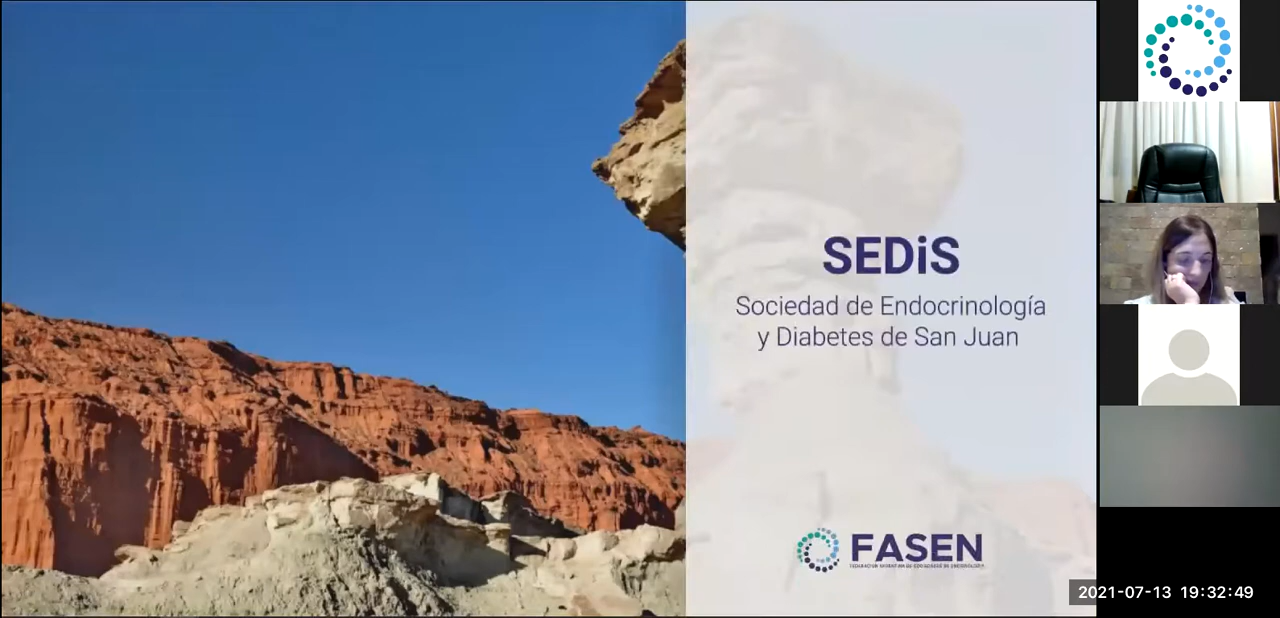 SEDiS
Sociedad de Endocrinología
y Diabetes de San Juan
FASEN
2021-07-13 19:32:49